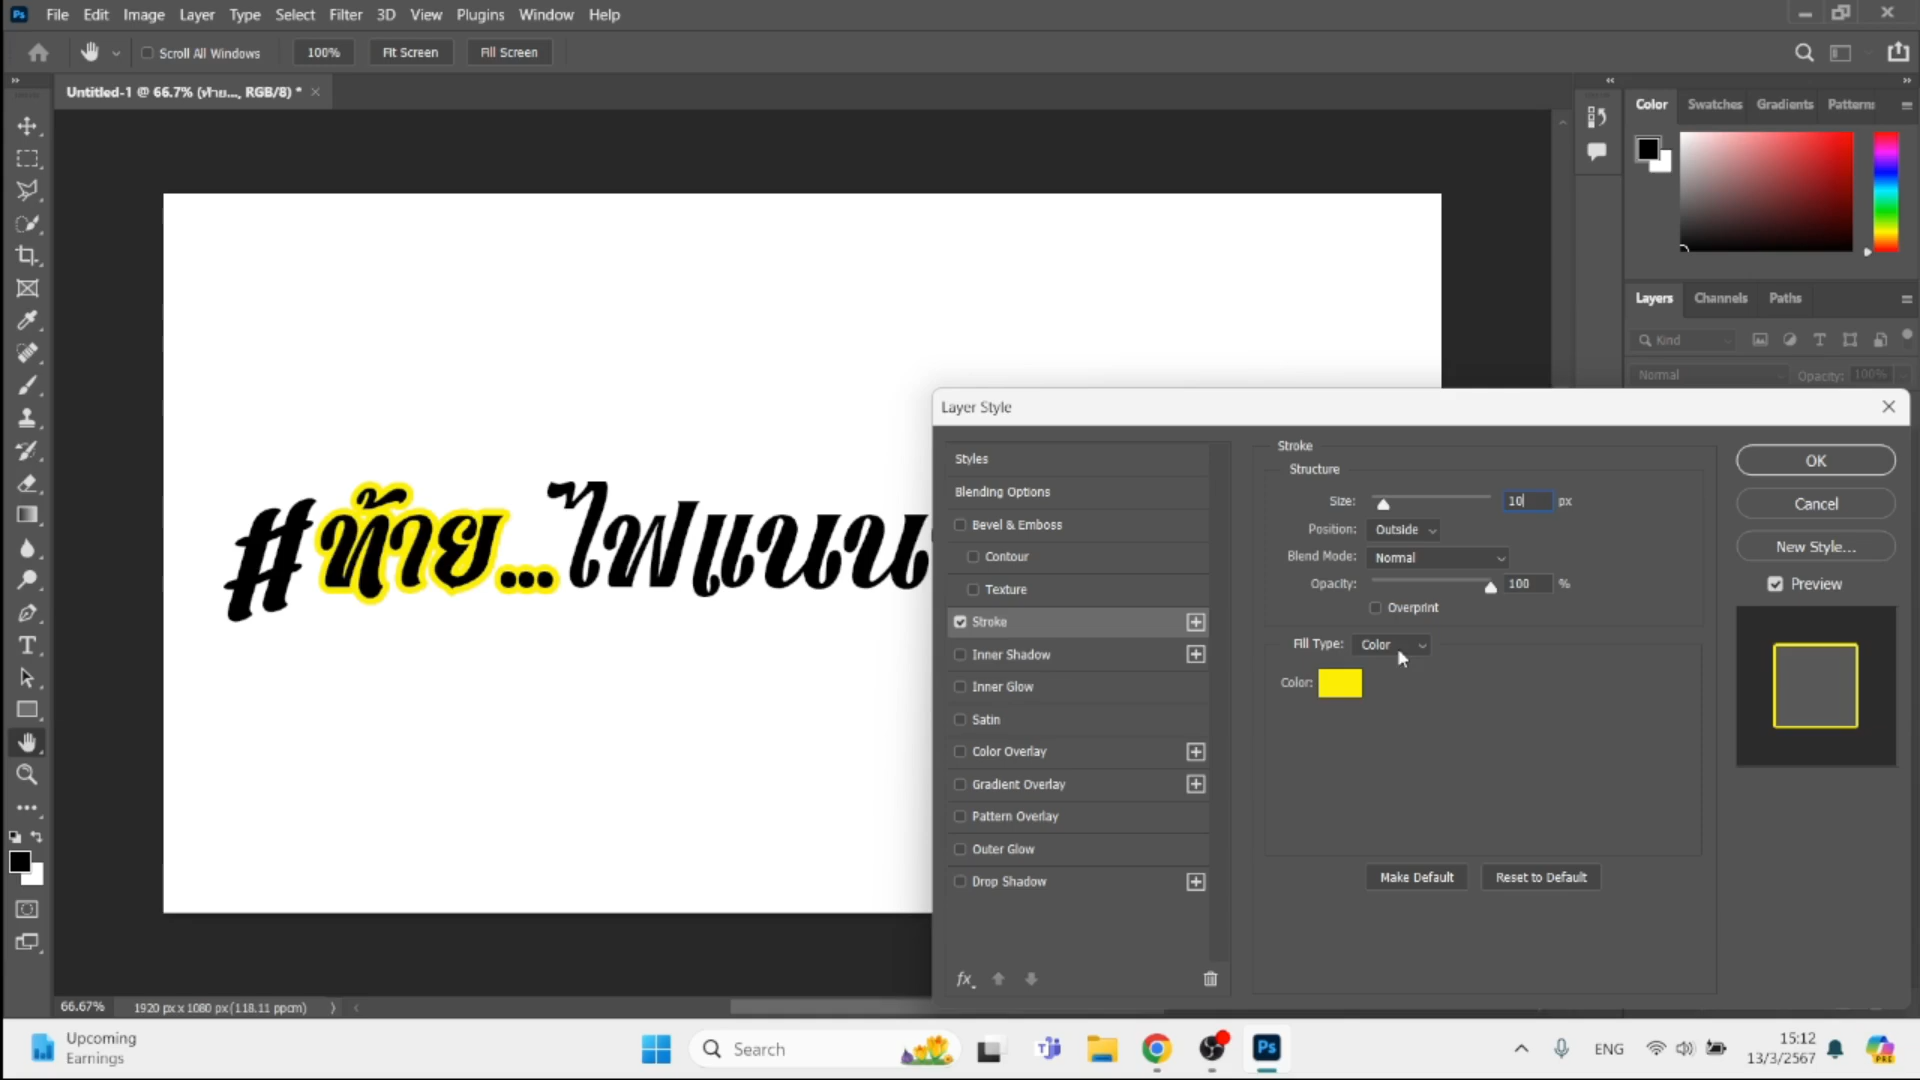 Ps File Edit Image Layer Type Select Filter 3D View Plugins Window Help
Scroll All Windows 100% Fit Screen Fill Screen
Untitled-1 @ 66.7% (ท้าย..., RGB/8) *
Color Swatches Gradients Patterns
Layers Channels Paths
Kind
Normal Opacity: 100%
#ท้าย...ไฟแนน
Layer Style
Styles
Blending Options
Bevel & Emboss
Contour
Texture
Stroke
Inner Shadow
Inner Glow
Satin
Color Overlay
Gradient Overlay
Pattern Overlay
Outer Glow
Drop Shadow
fx
Stroke
Structure
Size: 10 px
Position: Outside
Blend Mode: Normal
Opacity: 100 %
Overprint
Fill Type: Color
Color:
Make Default Reset to Default
OK
Cancel
New Style...
Preview
66.67% 1920 px x 1080 px (118.11 ppcm)
Upcoming
Earnings
Search
Ps
ENG
15:12
13/3/2567
PRE